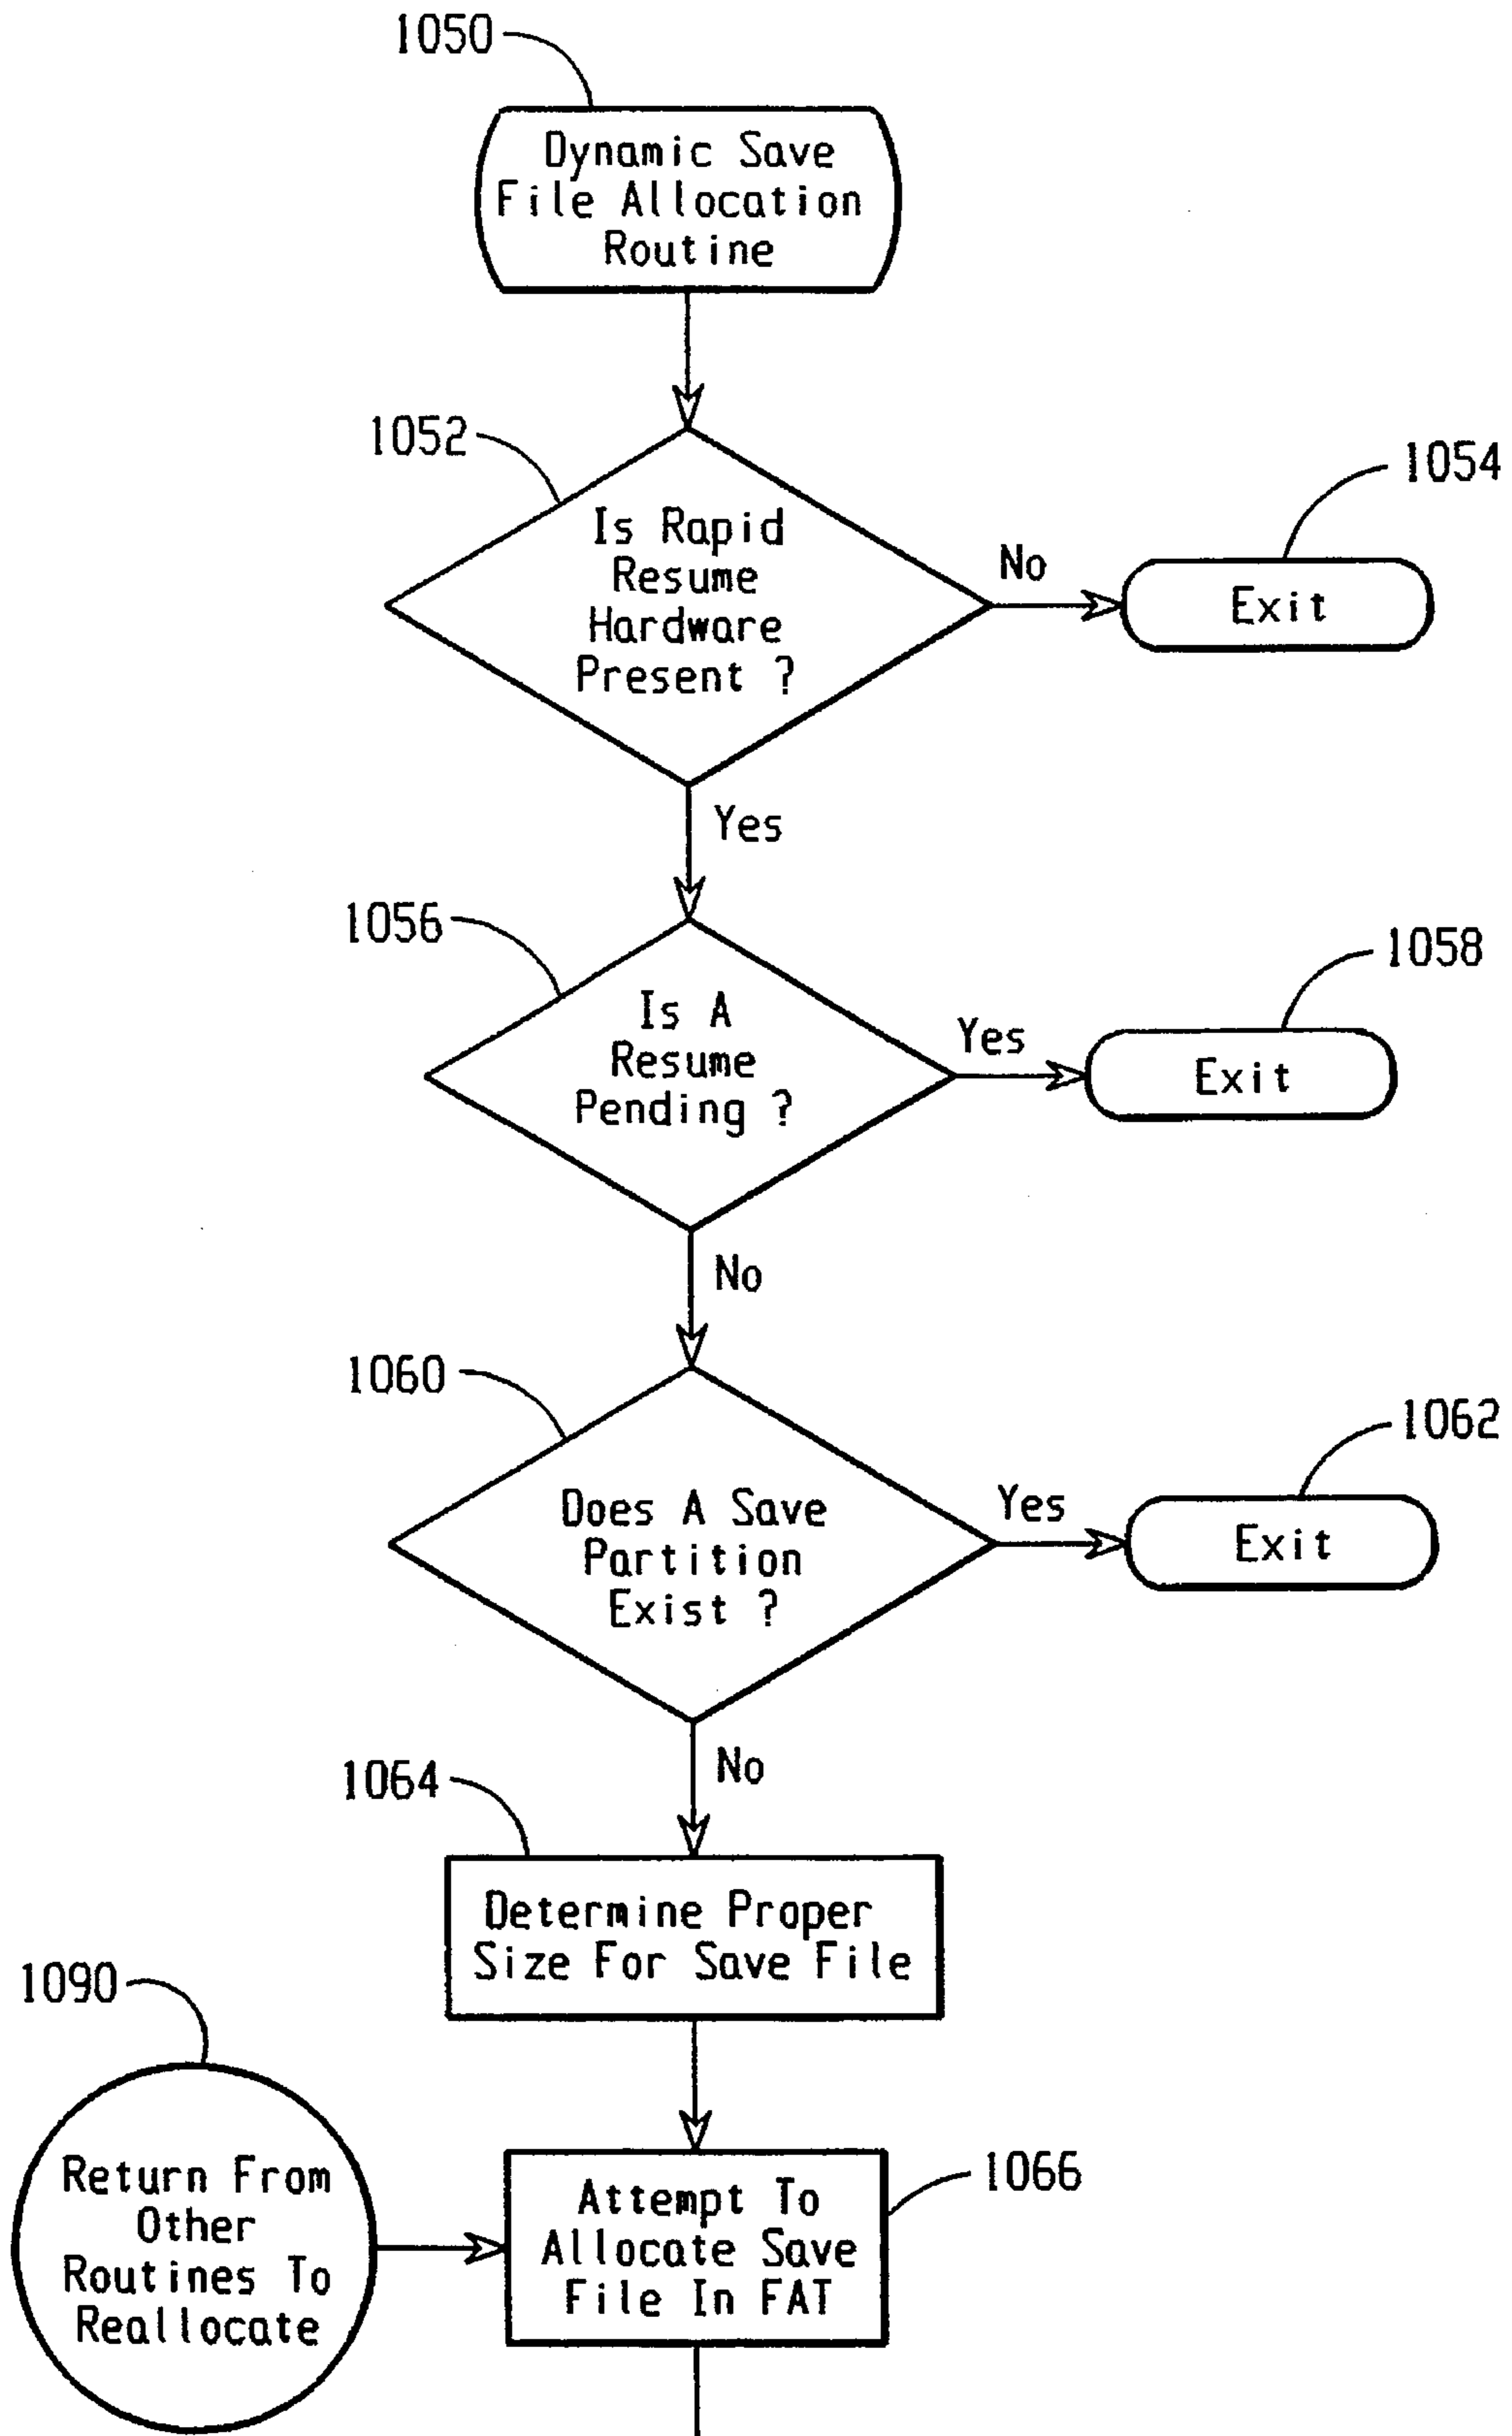 1050
Dynamic Save
File Allocation
Routine
1052
Is Rapid
Resume
Hardware
Present ?
No
1054
Exit
Yes
1056
Is A
Resume
Pending ?
Yes
1058
Exit
No
1060
Does A Save
Partition
Exist ?
Yes
1062
Exit
No
1064
Determine Proper
Size For Save File
1090
Return From
Other
Routines To
Reallocate
1066
Attempt To
Allocate Save
File In FAT